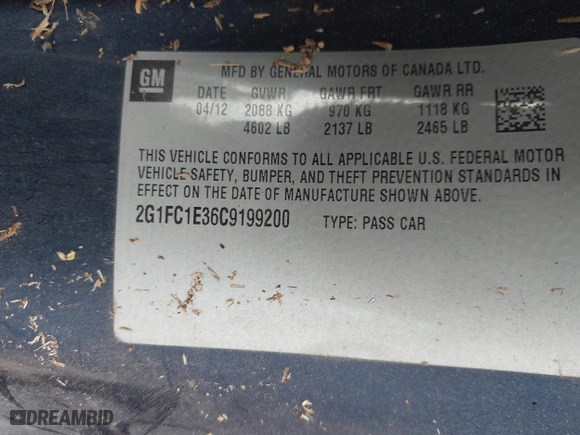 GM
MFD BY GENERAL MOTORS OF CANADA LTD.
DATE GVWR GAWR FRT GAWR RR
04/12 2088 KG 970 KG 1118 KG
4602 LB 2137 LB 2465 LB
THIS VEHICLE CONFORMS TO ALL APPLICABLE U.S. FEDERAL MOTOR
VEHICLE SAFETY, BUMPER, AND THEFT PREVENTION STANDARDS IN
EFFECT ON THE DATE OF MANUFACTURE SHOWN ABOVE.
2G1FC1E36C9199200 TYPE: PASS CAR
DREAMBID